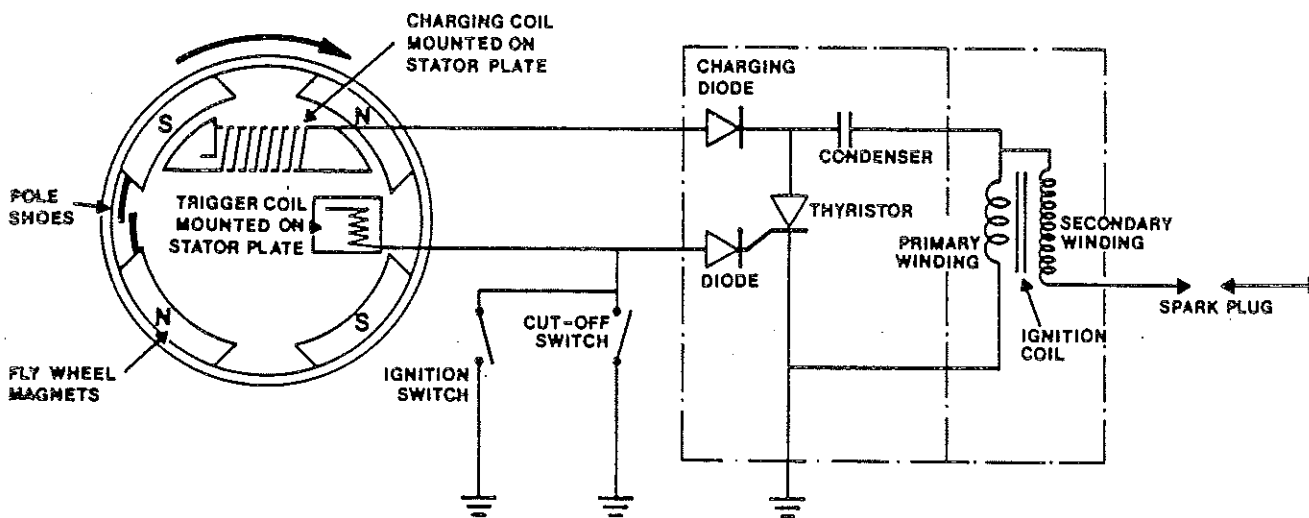 CHARGING COIL
MOUNTED ON
STATOR PLATE
CHARGING
DIODE
S
N
CONDENSER
POLE
SHOES
TRIGGER COIL
MOUNTED ON
STATOR PLATE
THYRISTOR
PRIMARY
WINDING
SECONDARY
WINDING
DIODE
N
S
CUT-OFF
SWITCH
IGNITION
SWITCH
SPARK PLUG
IGNITION
COIL
FLY WHEEL
MAGNETS